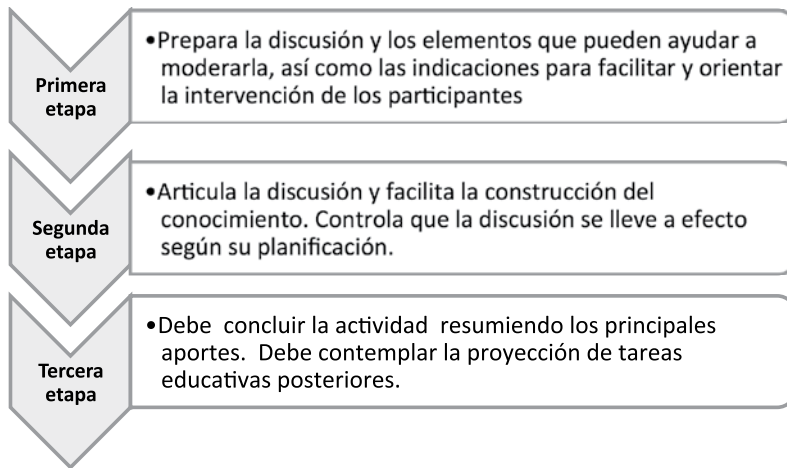 Primera
etapa
•Prepara la discusión y los elementos que pueden ayudar a
moderarla, así como las indicaciones para facilitar y orientar
la intervención de los participantes
Segunda
etapa
•Articula la discusión y facilita la construcción del
conocimiento. Controla que la discusión se lleve a efecto
según su planificación.
Tercera
etapa
•Debe concluir la actividad resumiendo los principales
aportes. Debe contemplar la proyección de tareas
educativas posteriores.